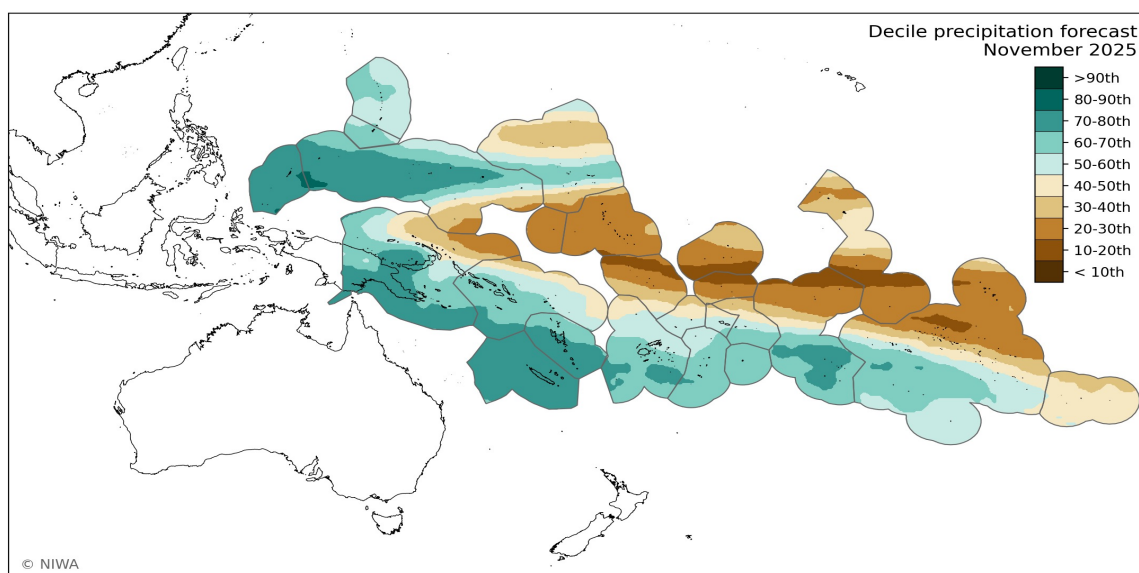 Decile precipitation forecast
November 2025
>90th
80-90th
70-80th
60-70th
50-60th
40-50th
30-40th
20-30th
10-20th
< 10th
© NIWA